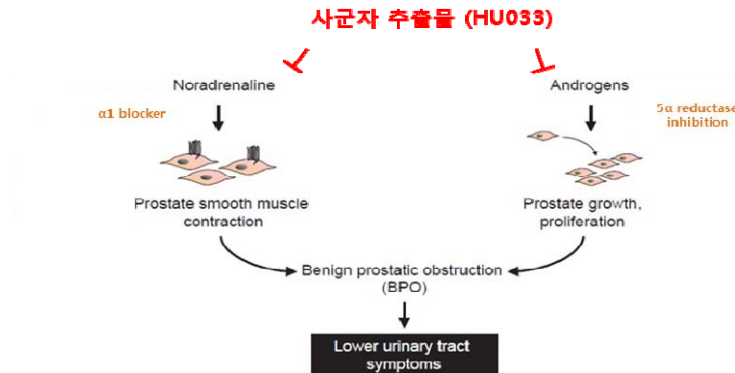 사군자 추출물 (HU033)
Noradrenaline
Androgens
α1 blocker
5α reductase
inhibition
Prostate smooth muscle
contraction
Prostate growth,
proliferation
Benign prostatic obstruction
(BPO)
Lower urinary tract
symptoms